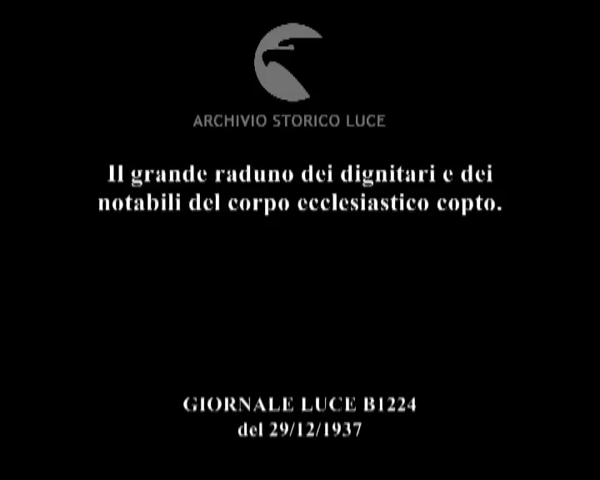 ARCHIVIO STORICO LUCE
Il grande raduno dei dignitari e dei
notabili del corpo ecclesiastico copto.
GIORNALE LUCE B1224
del 29/12/1937